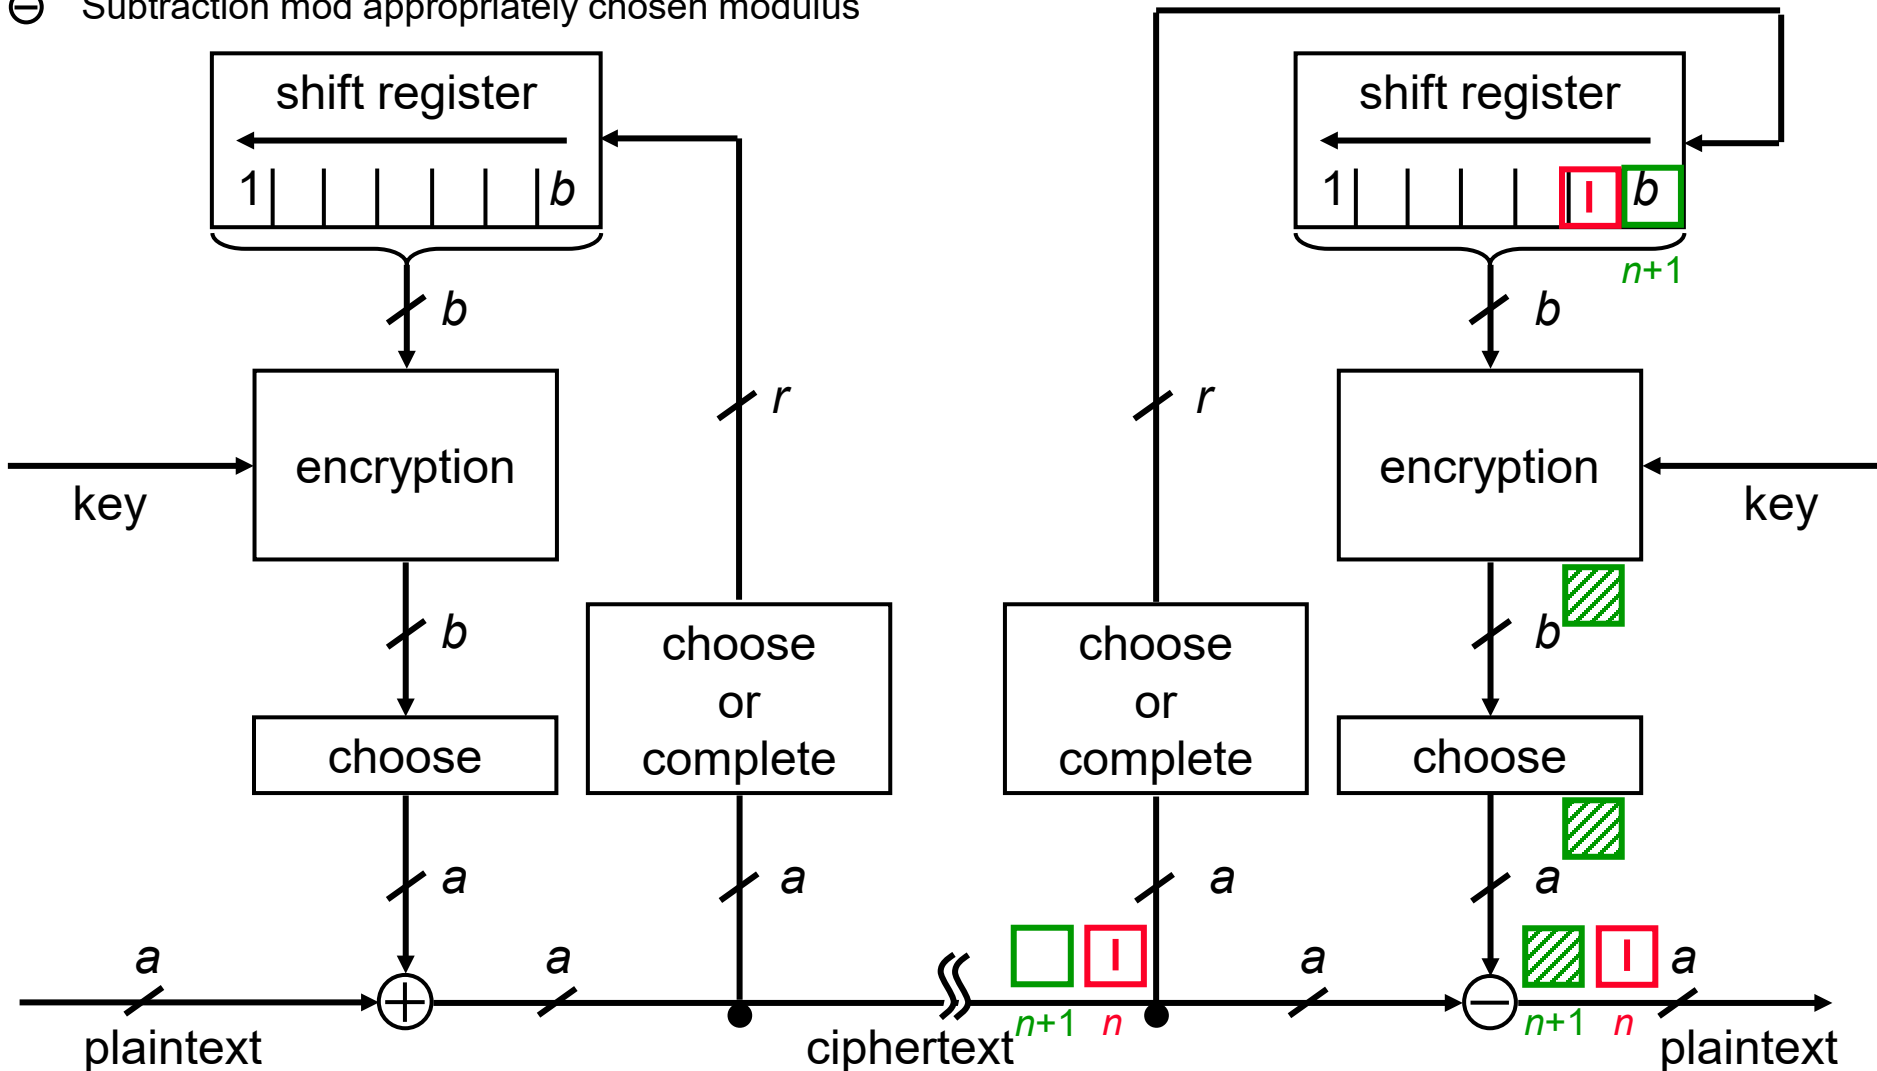 ⊖ Subtraction mod appropriately chosen modulus
shift register
1 b
b
encryption
key
b
choose
a
a
plaintext
a
r
choose
or
complete
a
ciphertext
r
choose
or
complete
a
n+1 n
a
shift register
1 I b
n+1
b
encryption
key
b
choose
a
I
I
n+1 n
a
plaintext